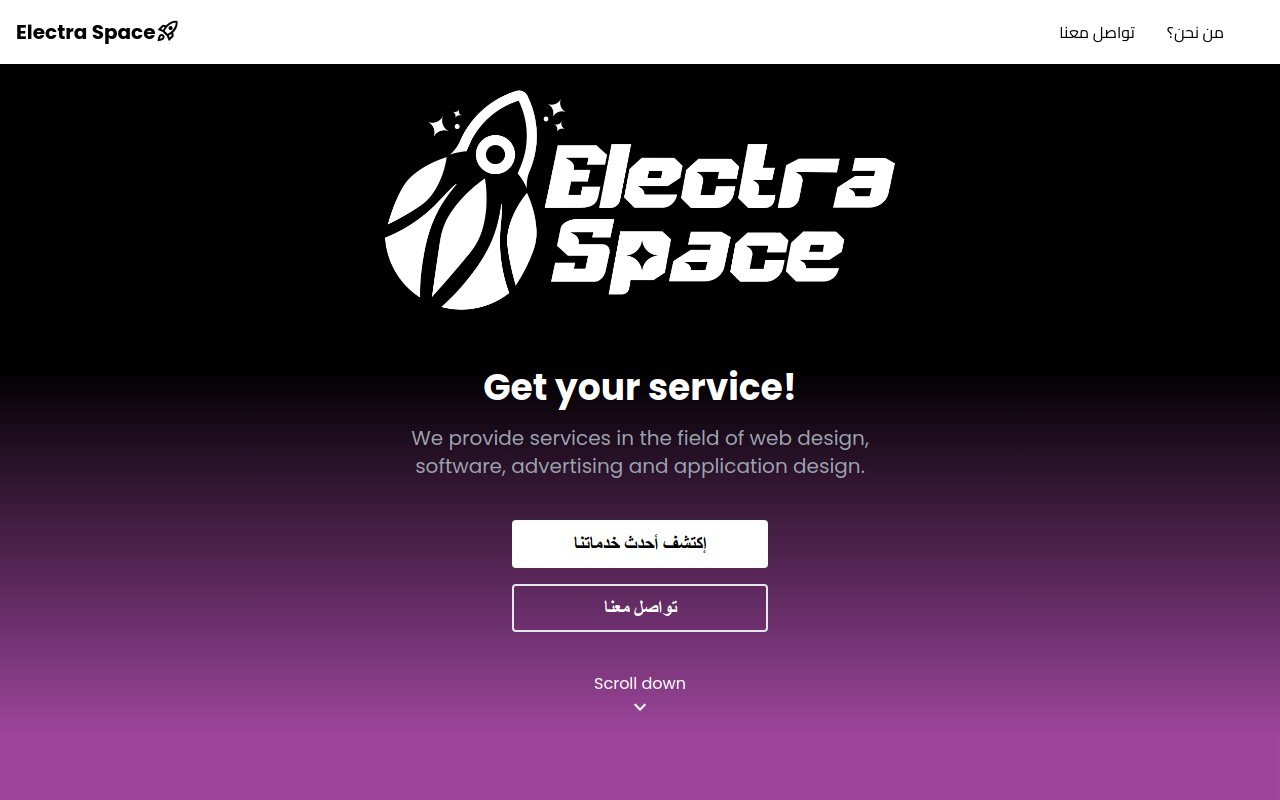 Electra Space
من نحن؟
تواصل معنا
Electra
Space
Get your service!
We provide services in the field of web design,
software, advertising and application design.
إكتشف أحدث خدماتنا
تواصل معنا
Scroll down